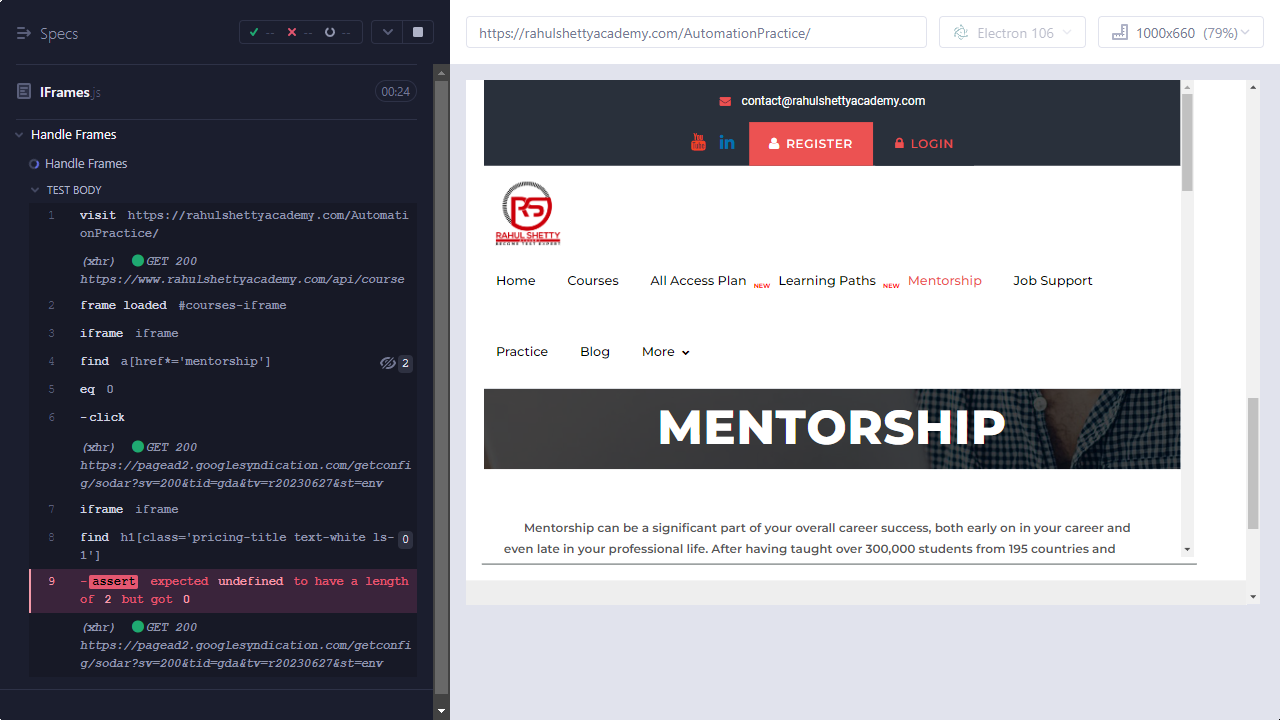 Specs
-- -- --
IFrames.js
00:24
Handle Frames
Handle Frames
TEST BODY
1 visit https://rahulshettyacademy.com/Automati
onPractice/
(xhr) GET 200
https://www.rahulshettyacademy.com/api/course
2 frame loaded #courses-iframe
3 iframe iframe
4 find a[href*='mentorship'] 2
5 eq 0
6 -click
(xhr) GET 200
https://pagead2.googlesyndication.com/getconfi
g/sodar?sv=200&tid=gda&tv=r20230627&st=env
7 iframe iframe
8 find h1[class='pricing-title text-white ls-
1'] 0
9 -assert expected undefined to have a length
of 2 but got 0
(xhr) GET 200
https://pagead2.googlesyndication.com/getconfi
g/sodar?sv=200&tid=gda&tv=r20230627&st=env
https://rahulshettyacademy.com/AutomationPractice/
Electron 106
1000x660 (79%)
contact@rahulshettyacademy.com
You Tube in REGISTER LOGIN
RS
RAHUL SHETTY
Home Courses All Access Plan NEW Learning Paths NEW Mentorship Job Support
Practice Blog More
MENTORSHIP
Mentorship can be a significant part of your overall career success, both early on in your career and
even late in your professional life. After having taught over 300,000 students from 195 countries and